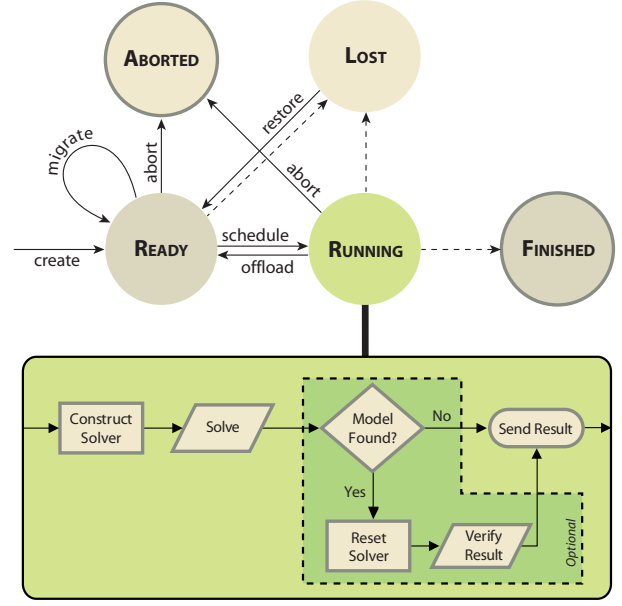 ABORTED
LOST
migrate
abort
restore
abort
READY
schedule
RUNNING
FINISHED
create
offload
Construct
Solver
Solve
Model
Found?
No
Send Result
Yes
Reset
Solver
Verify
Result
Optional